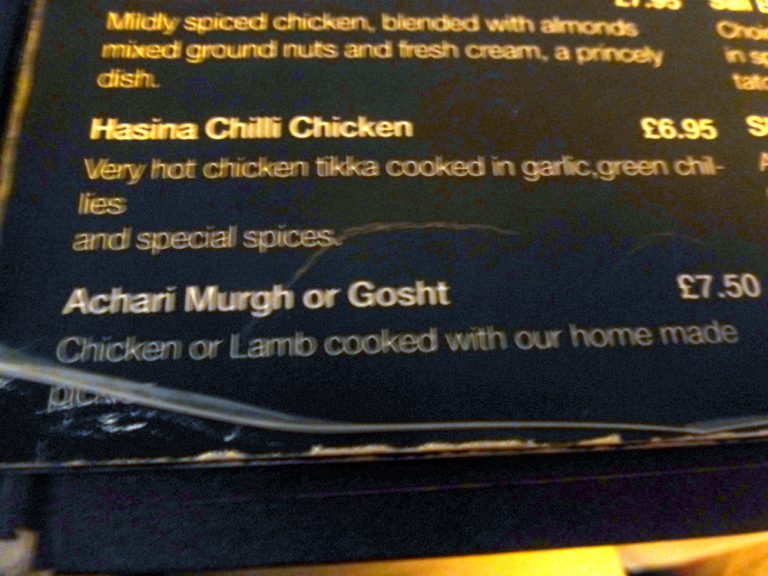 £7.95
Mildly spiced chicken, blended with almonds
mixed ground nuts and fresh cream, a princely
dish.
Hasina Chilli Chicken £6.95
Very hot chicken tikka cooked in garlic,green chil-
lies
and special spices.
Achari Murgh or Gosht £7.50
Chicken or Lamb cooked with our home made